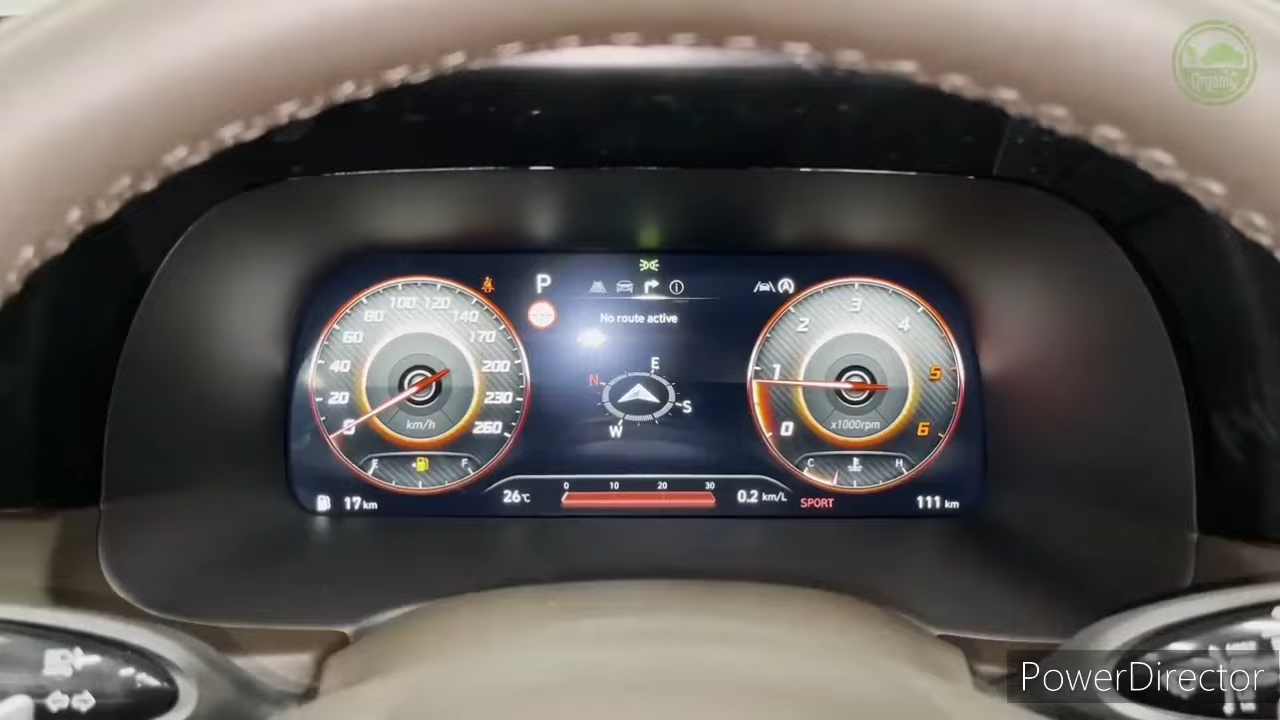 Organic
100 120
80 140
60 170
40 200
20 230
0 260
km/h
E F
17 km
P
No route active
E
N
S
W
26°C
0 10 20 30
0.2 km/L
A
3
2 4
1 5
0 6
x1000rpm
C H
SPORT
111 km
PowerDirector